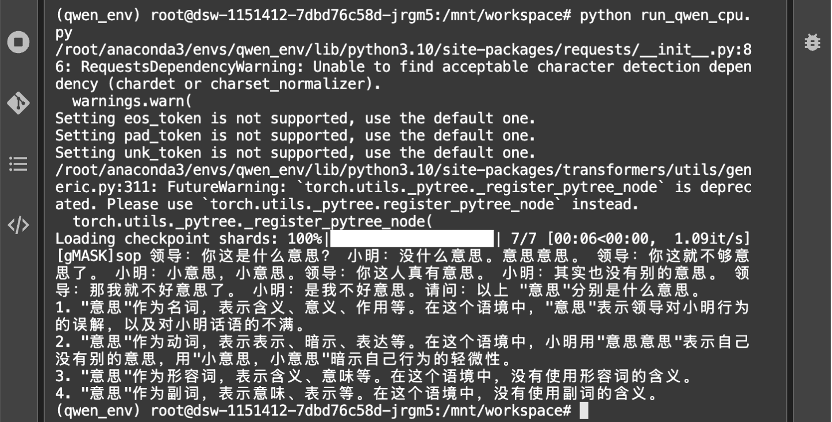 (qwen_env) root@dsw-1151412-7dbd76c58d-jrgm5:/mnt/workspace# python run_qwen_cpu.
py
/root/anaconda3/envs/qwen_env/lib/python3.10/site-packages/requests/__init__.py:8
6: RequestsDependencyWarning: Unable to find acceptable character detection depen
dency (chardet or charset_normalizer).
  warnings.warn(
Setting eos_token is not supported, use the default one.
Setting pad_token is not supported, use the default one.
Setting unk_token is not supported, use the default one.
/root/anaconda3/envs/qwen_env/lib/python3.10/site-packages/transformers/utils/gen
eric.py:311: FutureWarning: `torch.utils._pytree._register_pytree_node` is deprec
ated. Please use `torch.utils._pytree.register_pytree_node` instead.
  torch.utils._pytree._register_pytree_node(
Loading checkpoint shards: 100%|██████████| 7/7 [00:06<00:00,  1.09it/s]
[gMASK]sop 领导: 你这是什么意思? 小明: 没什么意思。意思意思。 领导: 你这就不够意
思了。 小明: 小意思，小意思。领导: 你这人真有意思。 小明: 其实也没有别的意思。 领
导: 那我就不好意思了。 小明: 是我不好意思。请问: 以上 "意思"分别是什么意思。
1. "意思"作为名词，表示含义、意义、作用等。在这个语境中，"意思"表示领导对小明行为
的误解，以及对小明话语的不满。
2. "意思"作为动词，表示表示、暗示、表达等。在这个语境中，小明用"意思意思"表示自己
没有别的意思，用"小意思，小意思"暗示自己行为的轻微性。
3. "意思"作为形容词，表示含义、意味等。在这个语境中，没有使用形容词的含义。
4. "意思"作为副词，表示意味、表示等。在这个语境中，没有使用副词的含义。
(qwen_env) root@dsw-1151412-7dbd76c58d-jrgm5:/mnt/workspace#